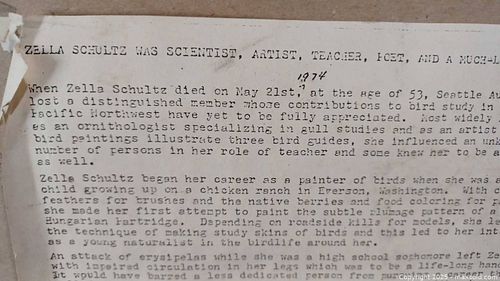 ZELLA SCHULTZ WAS SCIENTIST, ARTIST, TEACHER, POET, AND A MUCH-L
1974
When Zella Schultz died on May 21st, at the age of 53, Seattle Au
lost a distinguished member whose contributions to bird study in
Pacific Northwest have yet to be fully appreciated. Most widely
as an ornithologist specializing in gull studies and as an artist
bird paintings illustrate three bird guides, she influenced an unk
number of persons in her role of teacher and some knew her to be a
as well.
Zella Schultz began her career as a painter of birds when she was a
child growing up on a chicken ranch in Everson, Washington. With c
feathers for brushes and the native berries and food coloring for p
she made her first attempt to paint the subtle plumage pattern of a
Hungarian Partridge. Depending on roadside kills for models, she le
the technique of making study skins of birds and this led to her int
as a young naturalist in the birdlife around her.
An attack of erysipelas while she was a high school sophomore left Ze
with impaired circulation in her legs which was to be a life-long han
It would have barred a less dedicated person from
Copyright 2025 - maxsold.com